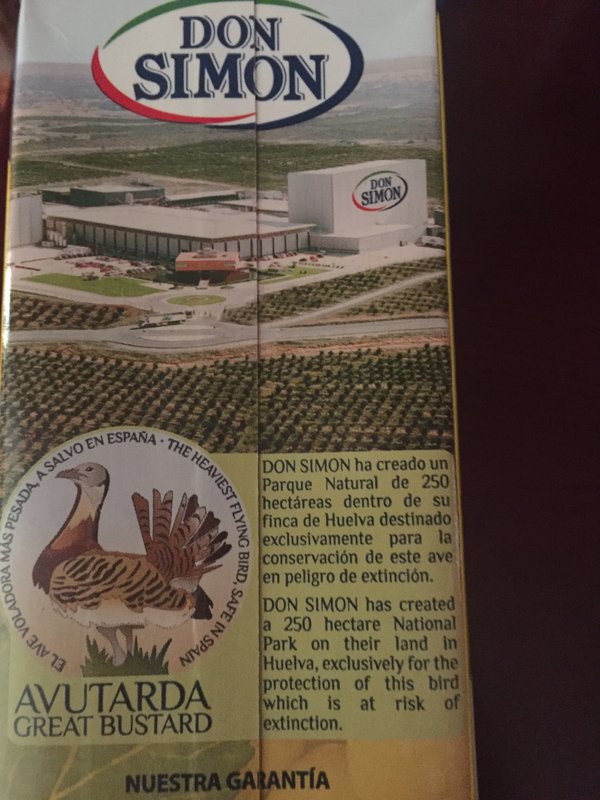 DON
SIMON
DON
SIMON
EL AVE VOLADORA MÁS PESADA, A SALVO EN ESPAÑA · THE HEAVIEST FLYING BIRD, SAFE IN SPAIN
AVUTARDA
GREAT BUSTARD
DON SIMON ha creado un
Parque Natural de 250
hectáreas dentro de su
finca de Huelva destinado
exclusivamente para la
conservación de este ave
en peligro de extinción.
DON SIMON has created
a 250 hectare National
Park on their land in
Huelva, exclusively for the
protection of this bird
which is at risk of
extinction.
NUESTRA GARANTÍA